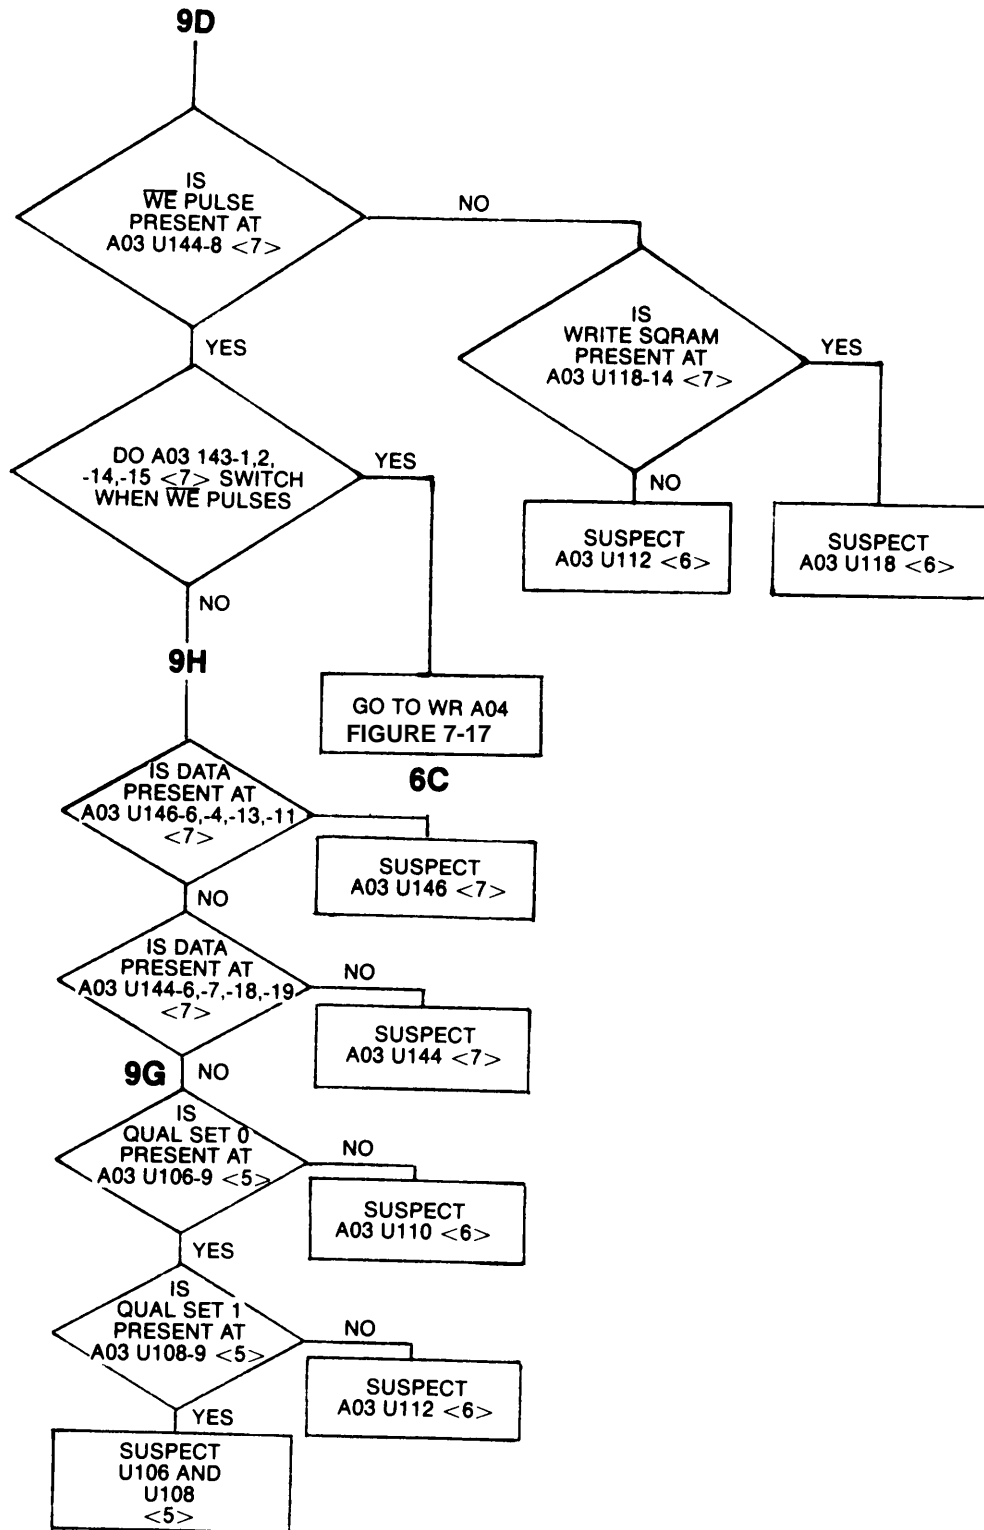 9D
IS
W̅E̅ PULSE
PRESENT AT
A03 U144-8 <7>
NO
YES
IS
WRITE SQRAM
PRESENT AT
A03 U118-14 <7>
YES
NO
SUSPECT
A03 U112 <6>
SUSPECT
A03 U118 <6>
DO A03 143-1,2,
-14,-15 <7> SWITCH
WHEN W̅E̅ PULSES
YES
NO
GO TO WR A04
FIGURE 7-17
6C
9H
IS DATA
PRESENT AT
A03 U146-6,-4,-13,-11
<7>
SUSPECT
A03 U146 <7>
NO
IS DATA
PRESENT AT
A03 U144-6,-7,-18,-19
<7>
NO
SUSPECT
A03 U144 <7>
9G
NO
IS
QUAL SET 0
PRESENT AT
A03 U106-9 <5>
NO
SUSPECT
A03 U110 <6>
YES
IS
QUAL SET 1
PRESENT AT
A03 U108-9 <5>
NO
SUSPECT
A03 U112 <6>
YES
SUSPECT
U106 AND
U108
<5>